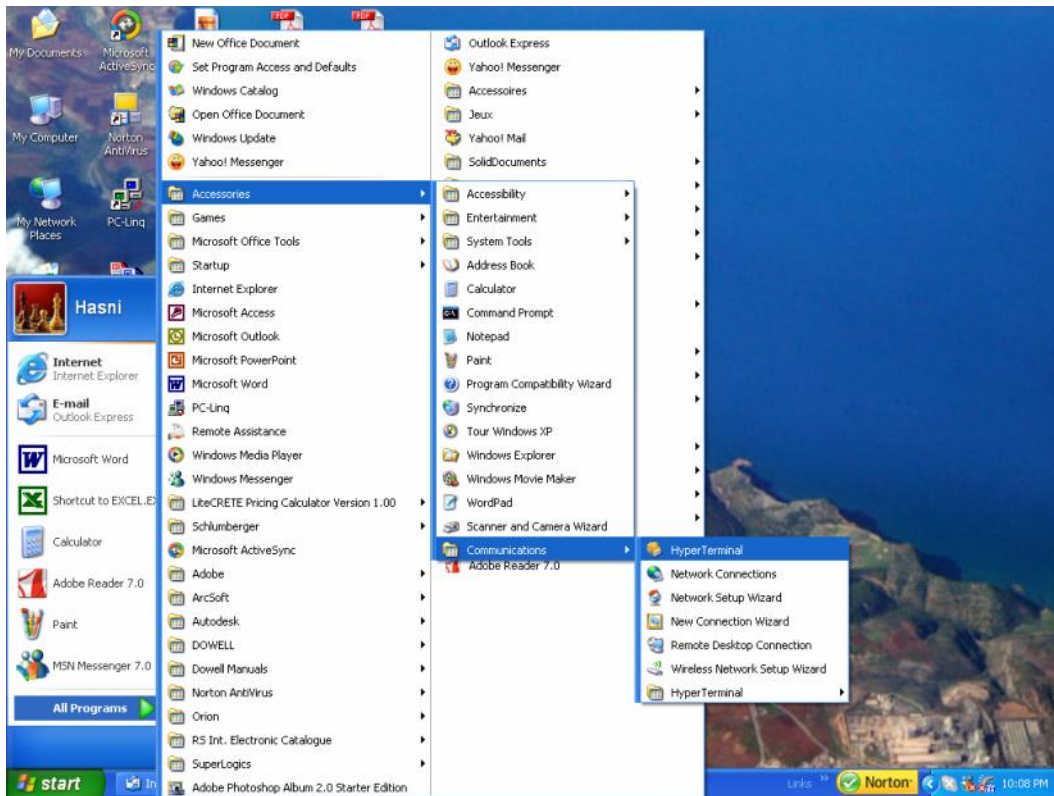 My Documents
Microsoft
ActiveSync
My Computer
Norton
AntiVirus
My Network
Places
PC-Linq
PDF
PDF
New Office Document
Set Program Access and Defaults
Windows Catalog
Open Office Document
Windows Update
Yahoo! Messenger
Accessories
Games
Microsoft Office Tools
Startup
Internet Explorer
Microsoft Access
Microsoft Outlook
Microsoft PowerPoint
Microsoft Word
PC-Linq
Remote Assistance
Windows Media Player
Windows Messenger
LiteCRETE Pricing Calculator Version 1.00
Schlumberger
Microsoft ActiveSync
Adobe
ArcSoft
Autodesk
DOWELL
Dowell Manuals
Norton AntiVirus
Orion
RS Int. Electronic Catalogue
SuperLogics
Adobe Photoshop Album 2.0 Starter Edition
Outlook Express
Yahoo! Messenger
Accessoires
Jeux
Yahoo! Mail
SolidDocuments
Accessibility
Entertainment
System Tools
Address Book
Calculator
Command Prompt
Notepad
Paint
Program Compatibility Wizard
Synchronize
Tour Windows XP
Windows Explorer
Windows Movie Maker
WordPad
Scanner and Camera Wizard
Communications
Adobe Reader 7.0
HyperTerminal
Network Connections
Network Setup Wizard
New Connection Wizard
Remote Desktop Connection
Wireless Network Setup Wizard
HyperTerminal
Hasni
Internet
Internet Explorer
E-mail
Outlook Express
Microsoft Word
Shortcut to EXCEL.EX
Calculator
Adobe Reader 7.0
Paint
MSN Messenger 7.0
All Programs
start
In
Links
Norton
10:08 PM